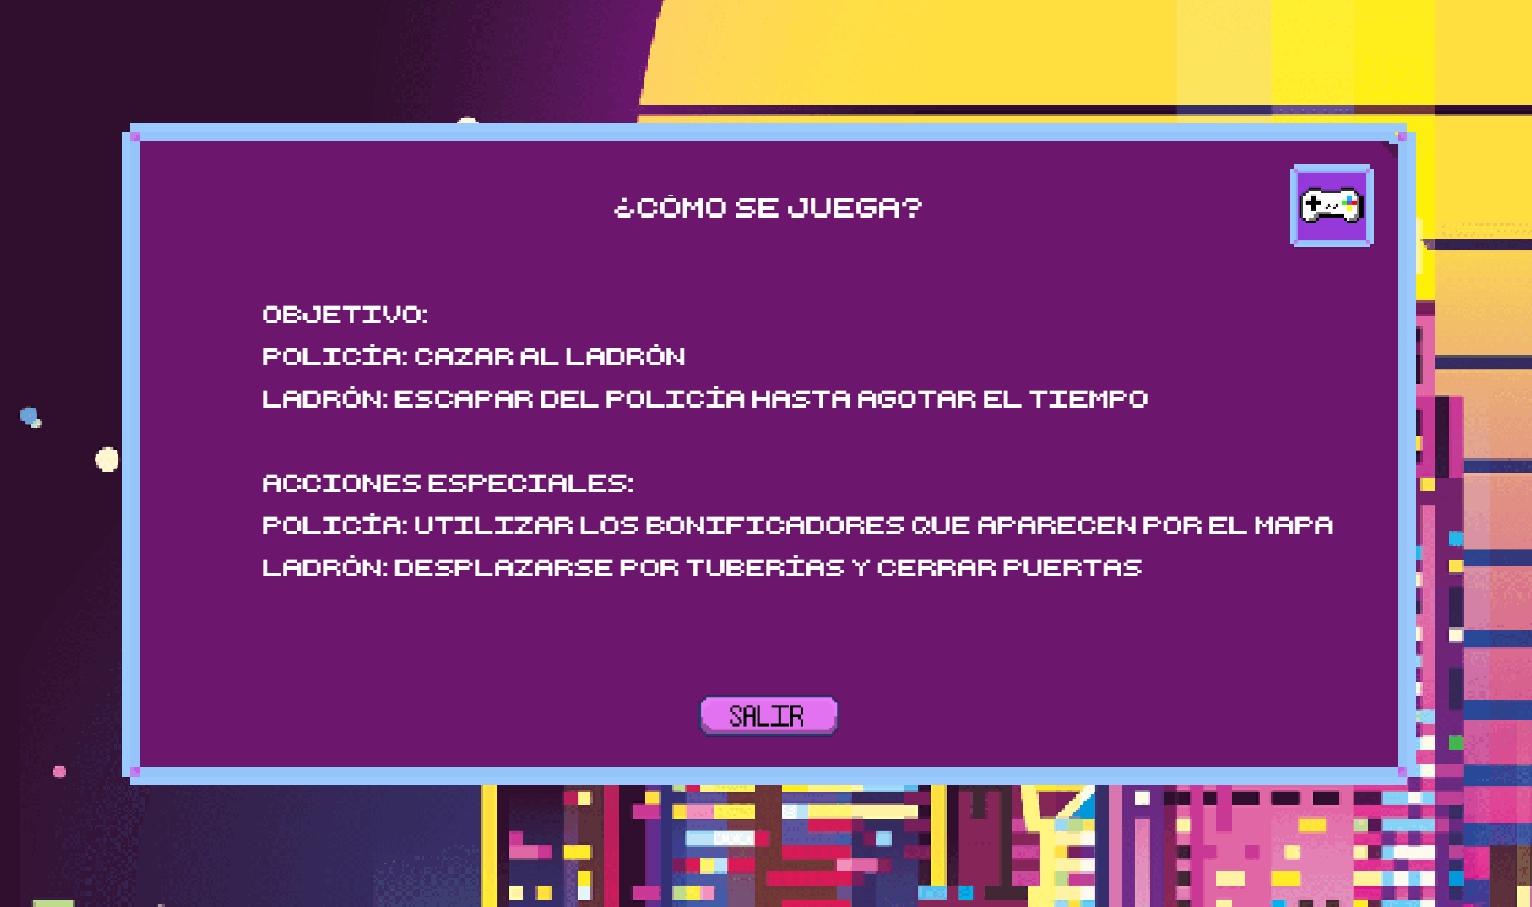 ¿CÓMO SE JUEGA?
OBJETIVO:
POLICÍA: CAZAR AL LADRÓN
LADRÓN: ESCAPAR DEL POLICÍA HASTA AGOTAR EL TIEMPO
ACCIONES ESPECIALES:
POLICÍA: UTILIZAR LOS BONIFICADORES QUE APARECEN POR EL MAPA
LADRÓN: DESPLAZARSE POR TUBERÍAS Y CERRAR PUERTAS
SALIR